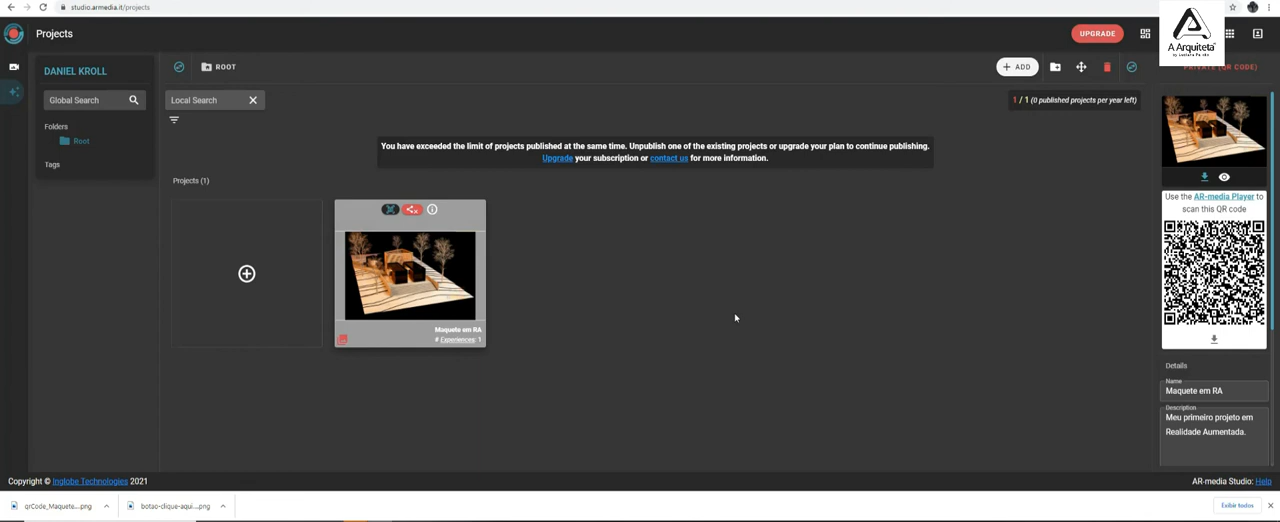 studio.armedia.it/projects
Projects
UPGRADE
A Arquiteta
DANIEL KROLL
ROOT
ADD
PRIVATE (QR CODE)
Global Search
Local Search
1 / 1 (0 published projects per year left)
Folders
Root
Tags
You have exceeded the limit of projects published at the same time. Unpublish one of the existing projects or upgrade your plan to continue publishing.
Upgrade your subscription or contact us for more information.
Projects (1)
Maquete em RA
# Experiences: 1
Use the AR-media Player to
scan this QR code
Details
Name
Maquete em RA
Description
Meu primeiro projeto em
Realidade Aumentada.
Copyright © Inglobe Technologies 2021
AR-media Studio: Help
qrCode_Maquete....png
botao-clique-aqui....png
Exibir todos